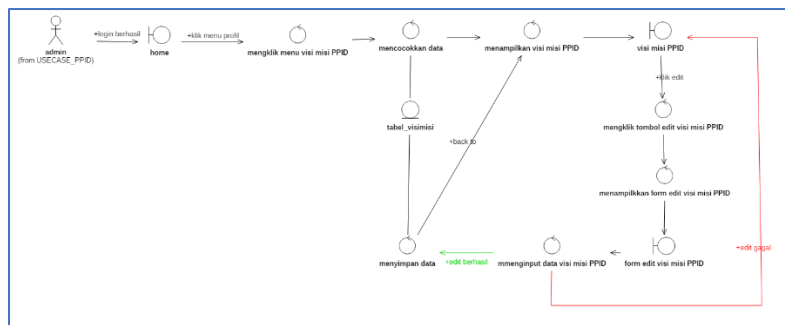 +login berhasil
+klik menu profil
admin
(from USECASE_PPID)
home
mengklik menu visi misi PPID
mencocokkan data
menampilkan visi misi PPID
visi misi PPID
+klik edit
tabel_visimisi
mengklik tombol edit visi misi PPID
+back to
menampilkkan form edit visi misi PPID
+edit gagal
+edit berhasil
menyimpan data
mmenginput data visi misi PPID
form edit visi misi PPID